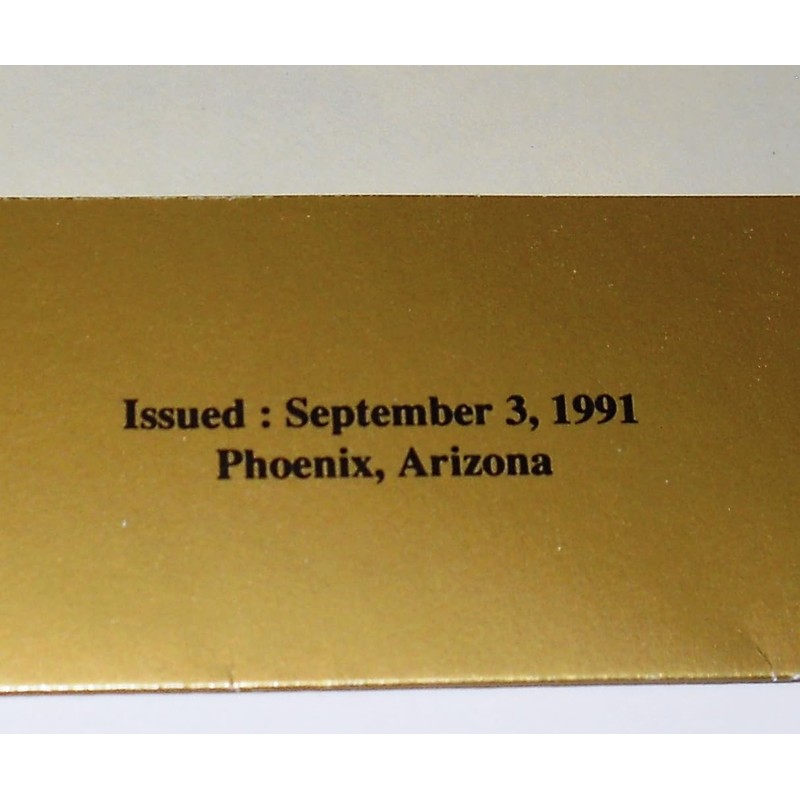 Issued : September 3, 1991
Phoenix, Arizona